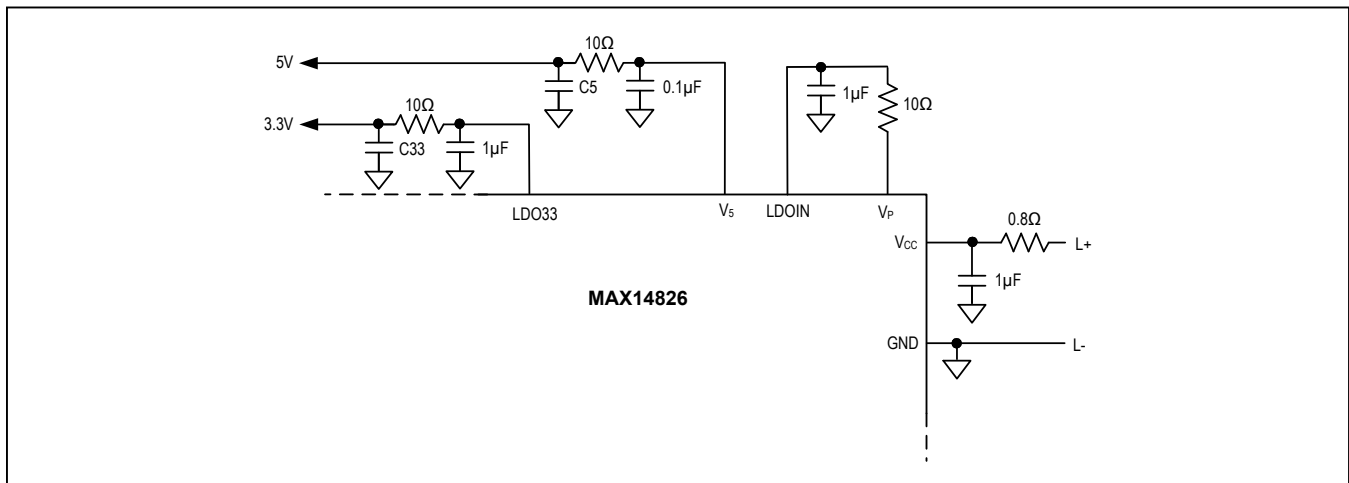 10Ω
5V
C5
0.1µF
1µF
10Ω
10Ω
3.3V
C33
1µF
LDO33
V₅
LDOIN
Vₚ
VCC
0.8Ω
L+
1µF
MAX14826
GND
L-